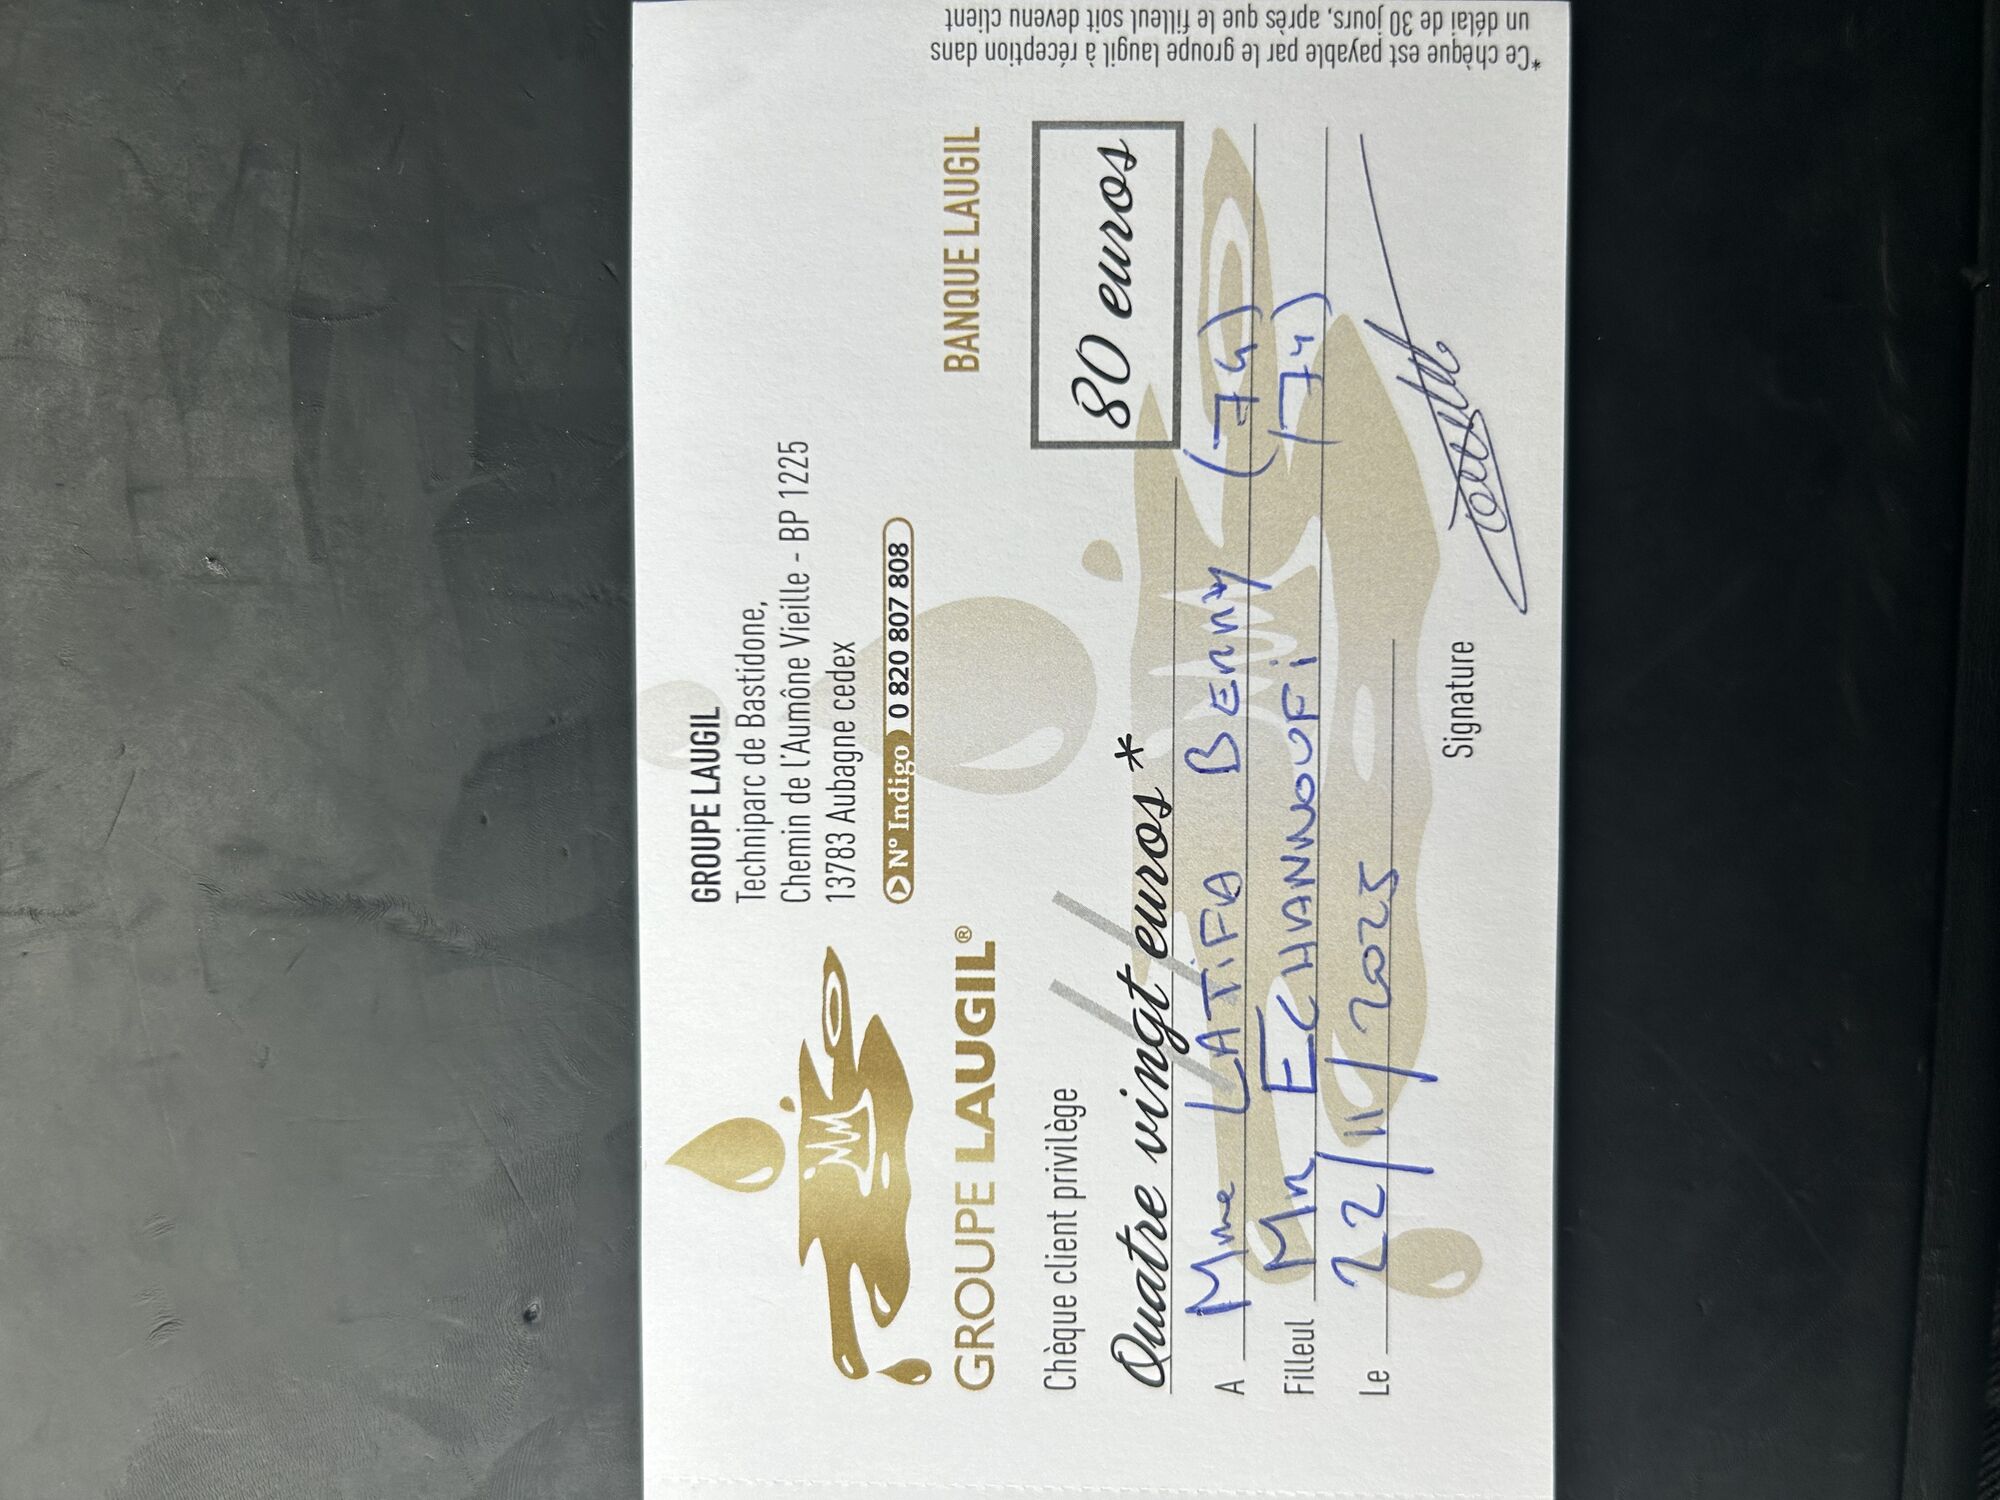 GROUPE LAUGIL®
GROUPE LAUGIL
Techniparc de Bastidone,
Chemin de l'Aumône Vieille - BP 1225
13783 Aubagne cedex
N° Indigo 0 820 807 808
Chèque client privilège
BANQUE LAUGIL
Quatre vingt euros*
80 euros
A Mme LATIFA (74)
Filleul Mr ECHANNOUFi (74)
Le 22/11/2025
Signature
*Ce chèque est payable par le groupe laugil à réception dans
un délai de 30 jours, après que le filleul soit devenu client